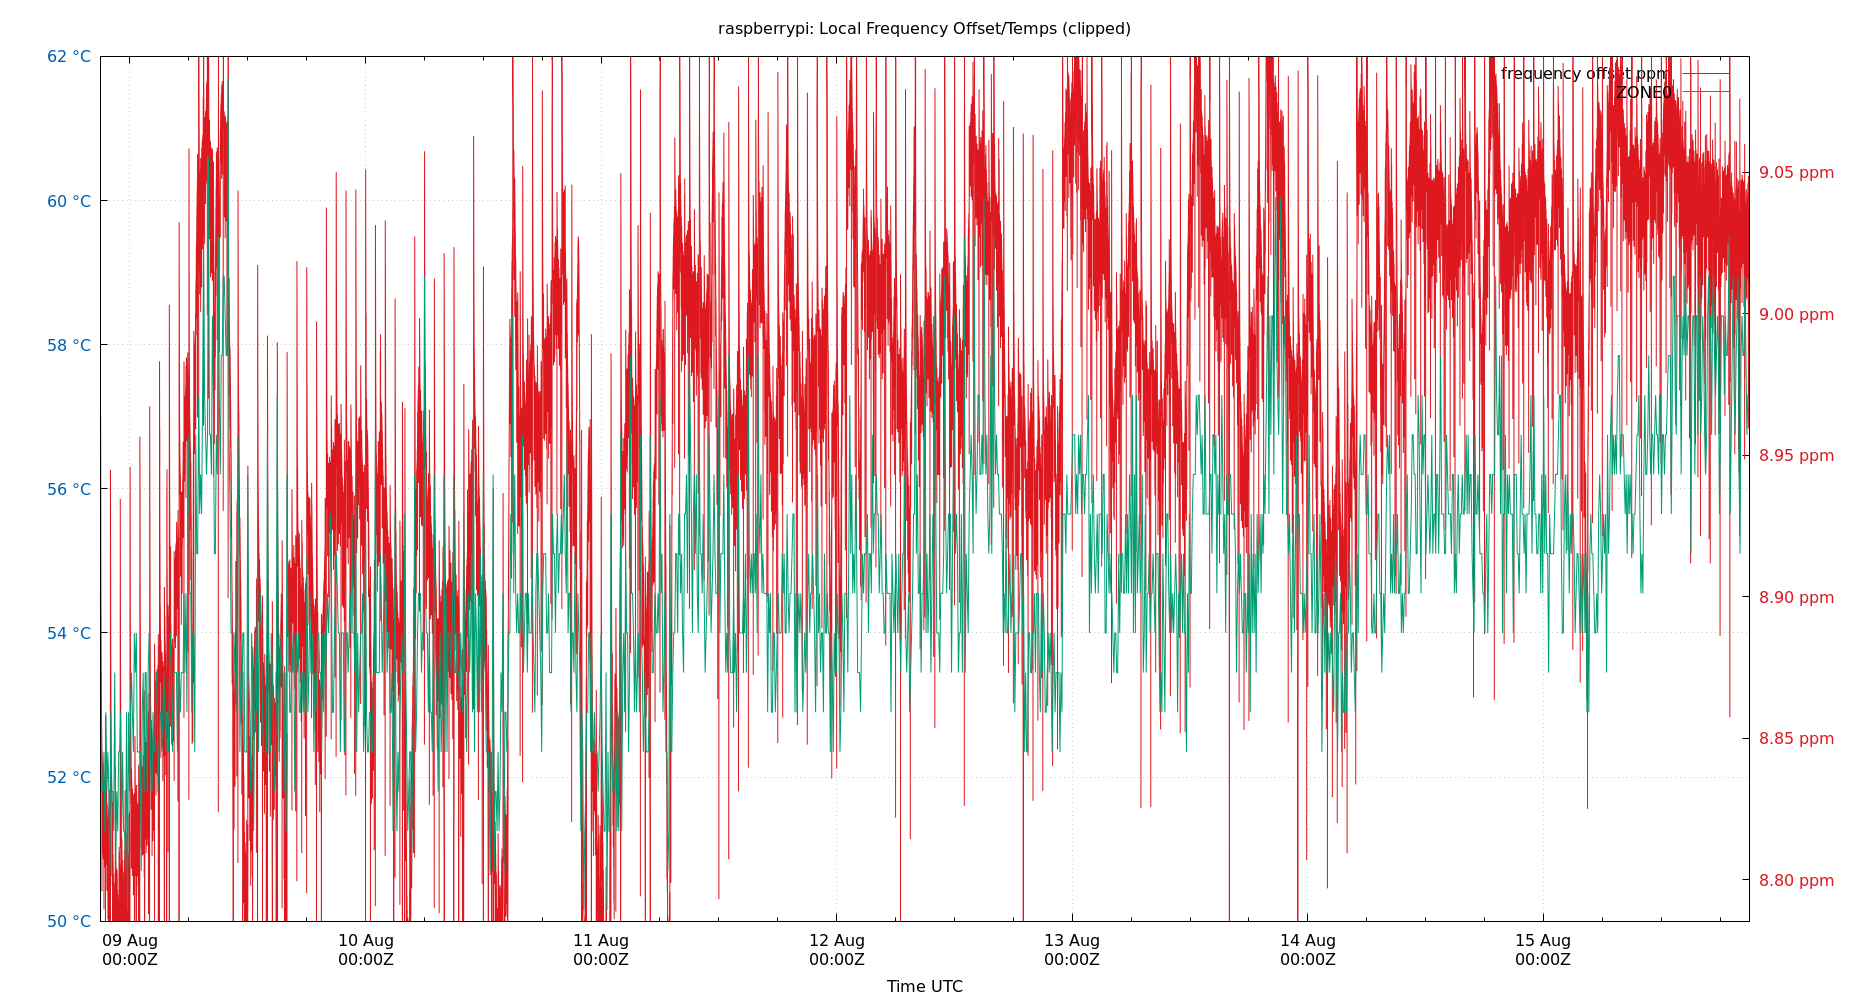 raspberrypi: Local Frequency Offset/Temps (clipped)
62 °C
60 °C
58 °C
56 °C
54 °C
52 °C
50 °C
frequency offset ppm
ZONE0
9.05 ppm
9.00 ppm
8.95 ppm
8.90 ppm
8.85 ppm
8.80 ppm
09 Aug
00:00Z
10 Aug
00:00Z
11 Aug
00:00Z
12 Aug
00:00Z
13 Aug
00:00Z
14 Aug
00:00Z
15 Aug
00:00Z
Time UTC